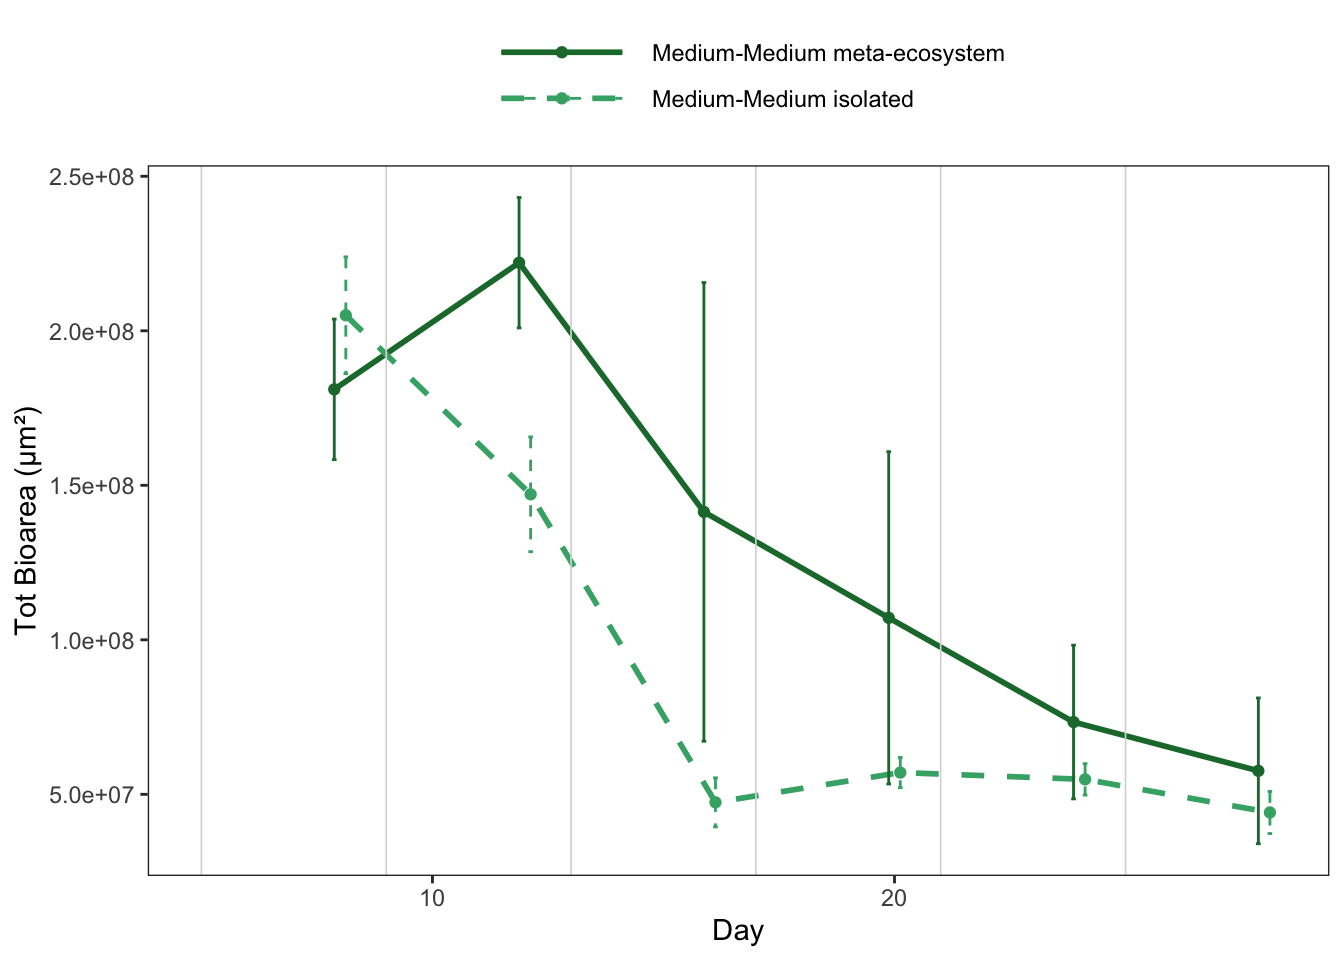 Medium-Medium meta-ecosystem
Medium-Medium isolated
2.5e+08
2.0e+08
1.5e+08
1.0e+08
5.0e+07
Tot Bioarea (μm²)
10
20
Day